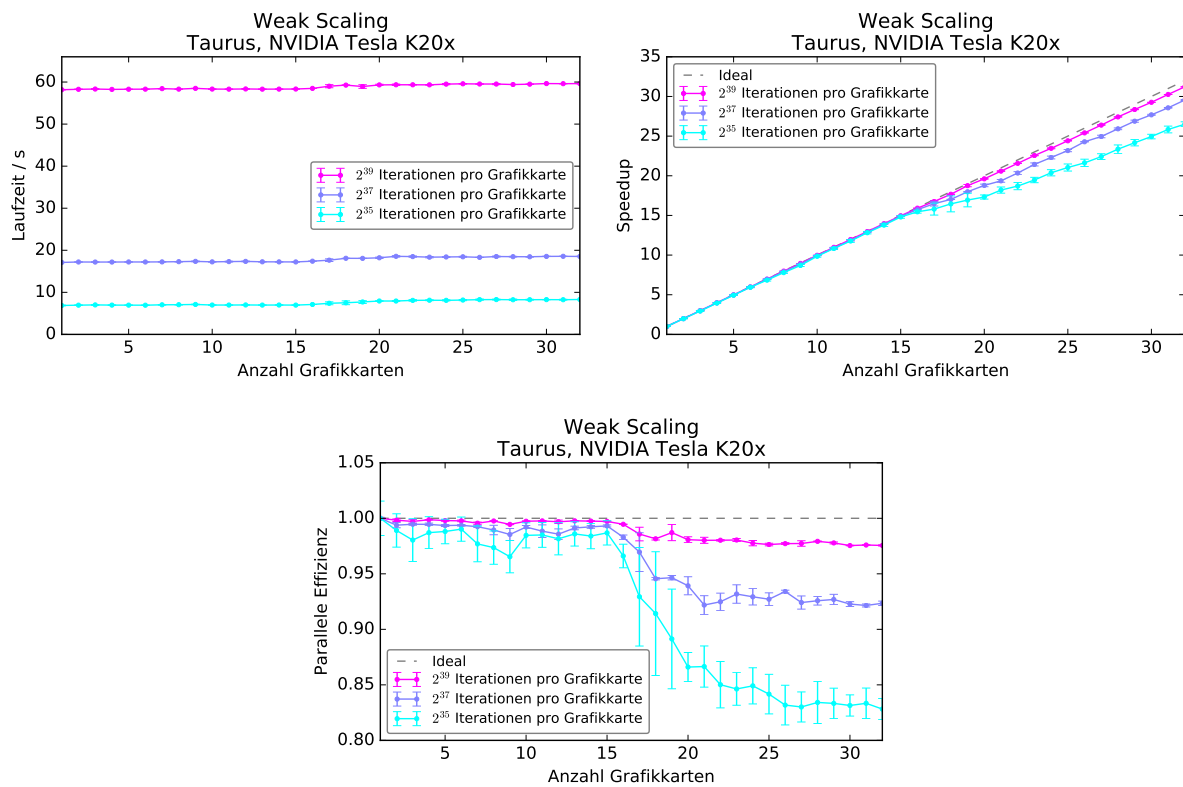 Weak Scaling
Taurus, NVIDIA Tesla K20x
60
50
40
30
20
10
0
Laufzeit / s
2^39 Iterationen pro Grafikkarte
2^37 Iterationen pro Grafikkarte
2^35 Iterationen pro Grafikkarte
5 10 15 20 25 30
Anzahl Grafikkarten
Weak Scaling
Taurus, NVIDIA Tesla K20x
35
30
25
20
15
10
5
0
Speedup
Ideal
2^39 Iterationen pro Grafikkarte
2^37 Iterationen pro Grafikkarte
2^35 Iterationen pro Grafikkarte
5 10 15 20 25 30
Anzahl Grafikkarten
Weak Scaling
Taurus, NVIDIA Tesla K20x
1.05
1.00
0.95
0.90
0.85
0.80
Parallele Effizienz
Ideal
2^39 Iterationen pro Grafikkarte
2^37 Iterationen pro Grafikkarte
2^35 Iterationen pro Grafikkarte
5 10 15 20 25 30
Anzahl Grafikkarten